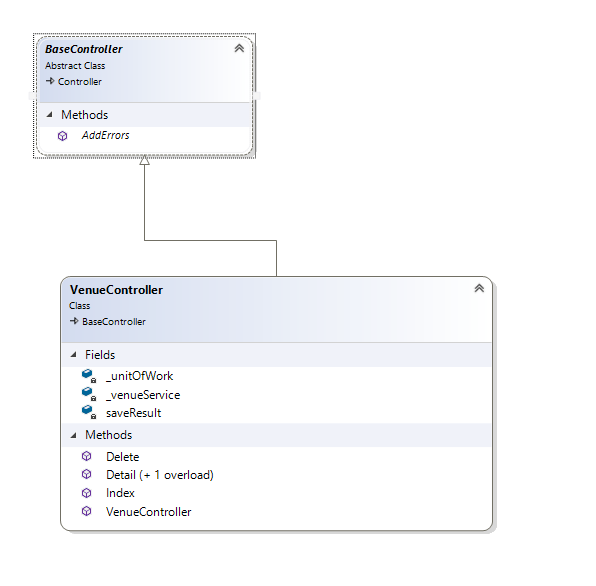 BaseController
Abstract Class
Controller
Methods
AddErrors
VenueController
Class
BaseController
Fields
_unitOfWork
_venueService
saveResult
Methods
Delete
Detail (+ 1 overload)
Index
VenueController